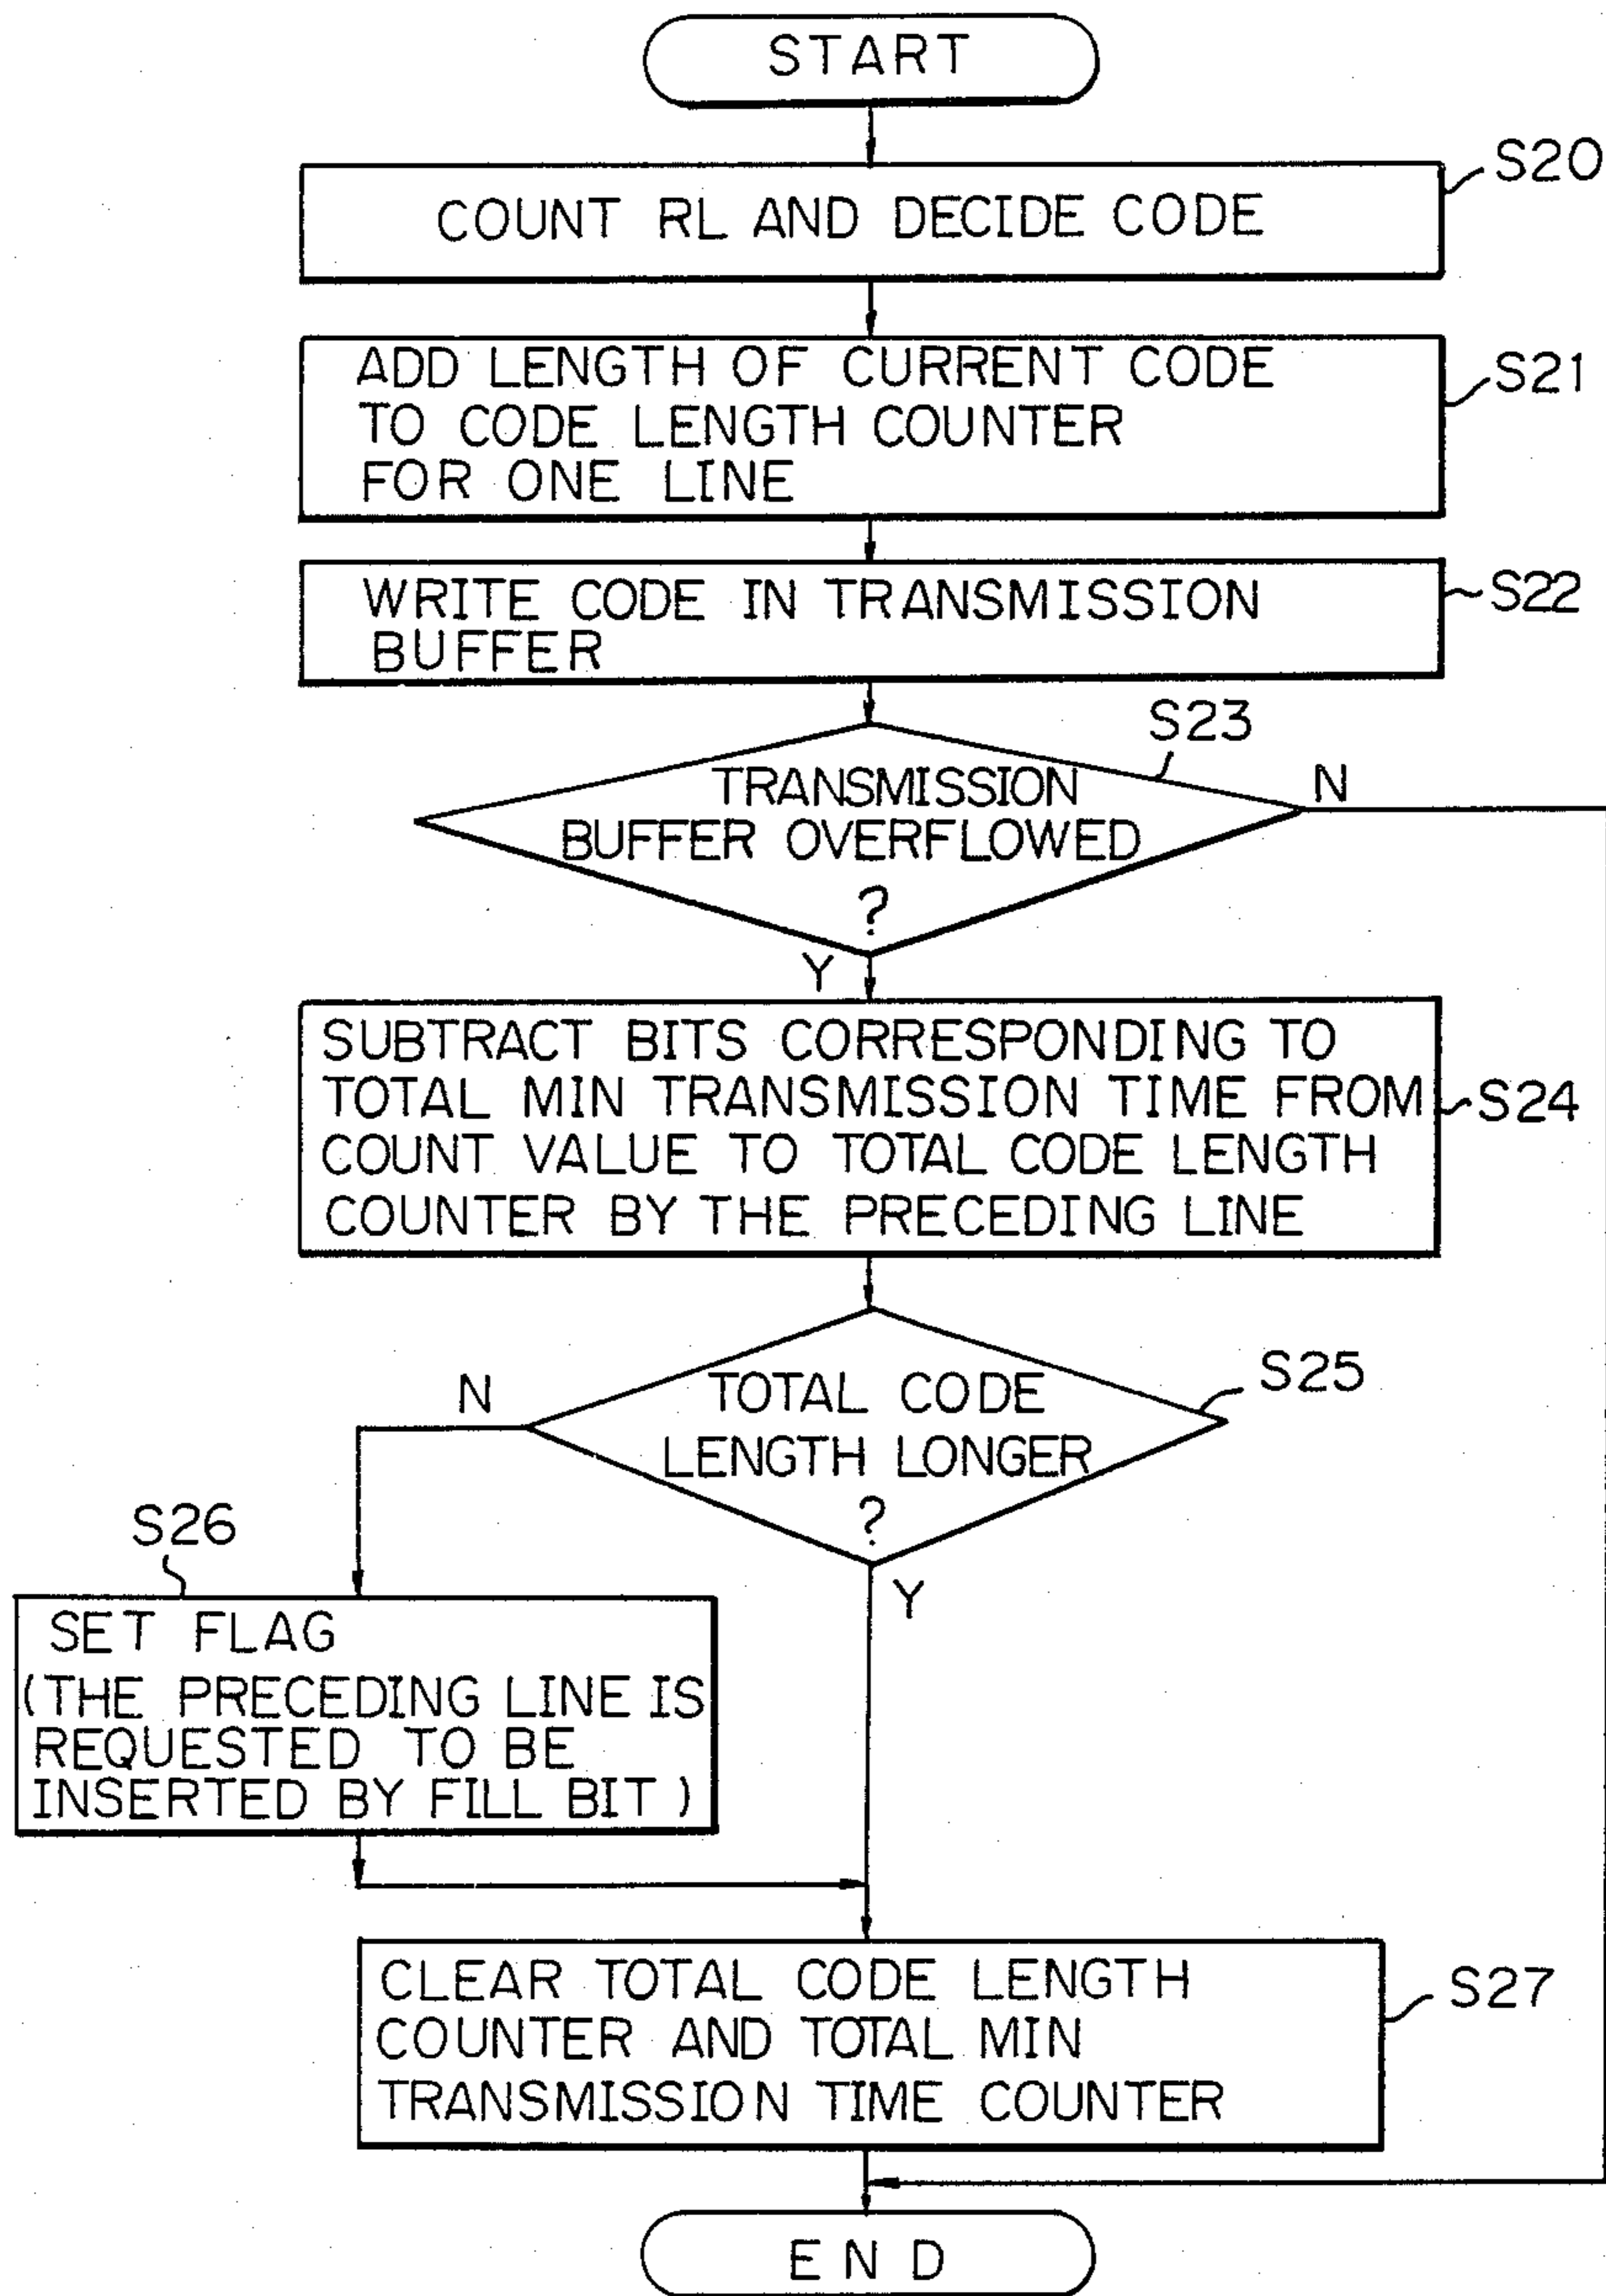 START
S20
COUNT RL AND DECIDE CODE
S21
ADD LENGTH OF CURRENT CODE
TO CODE LENGTH COUNTER
FOR ONE LINE
S22
WRITE CODE IN TRANSMISSION
BUFFER
S23
TRANSMISSION
BUFFER OVERFLOWED
?
N
Y
SUBTRACT BITS CORRESPONDING TO
TOTAL MIN TRANSMISSION TIME FROM
COUNT VALUE TO TOTAL CODE LENGTH
COUNTER BY THE PRECEDING LINE
S24
S25
TOTAL CODE
LENGTH LONGER
?
N
Y
S26
SET FLAG
(THE PRECEDING LINE IS
REQUESTED TO BE
INSERTED BY FILL BIT)
S27
CLEAR TOTAL CODE LENGTH
COUNTER AND TOTAL MIN
TRANSMISSION TIME COUNTER
END